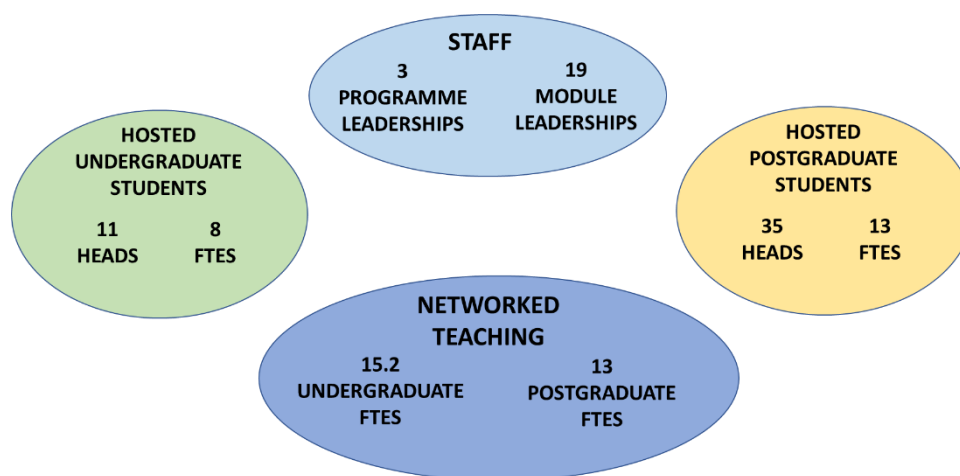 STAFF
3
PROGRAMME
LEADERSHIPS
19
MODULE
LEADERSHIPS
HOSTED
UNDERGRADUATE
STUDENTS
11
HEADS
8
FTES
HOSTED
POSTGRADUATE
STUDENTS
35
HEADS
13
FTES
NETWORKED
TEACHING
15.2
UNDERGRADUATE
FTES
13
POSTGRADUATE
FTES